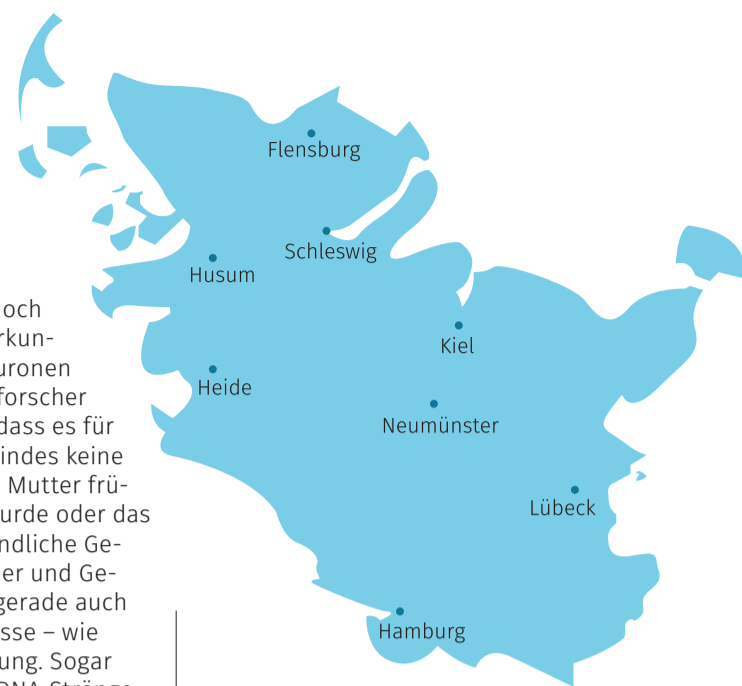 Flensburg
Schleswig
Husum
Kiel
Heide
Neumünster
Lübeck
Hamburg
och
rkun-
uronen
forscher
dass es für
indes keine
Mutter frü-
urde oder das
ndliche Ge-
er und Ge-
gerade auch
sse – wie
ung. Sogar